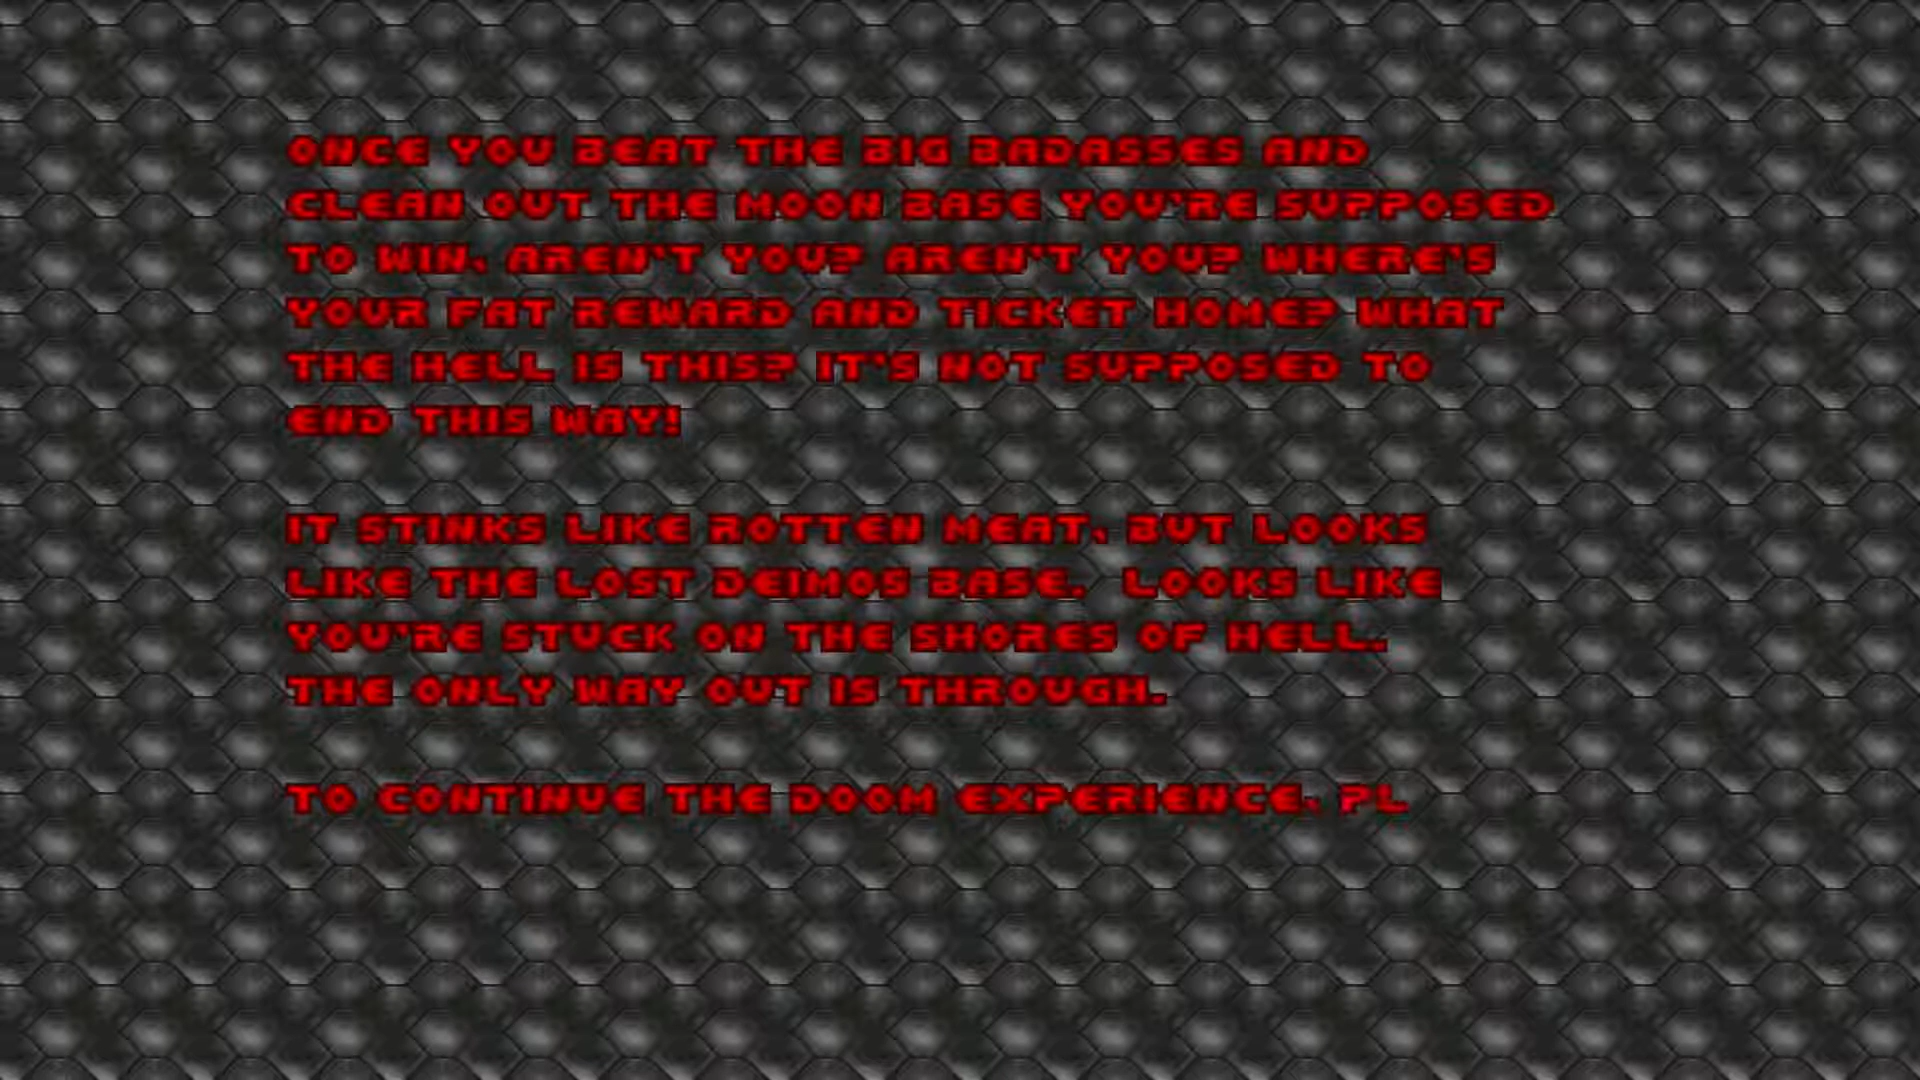 ONCE YOU BEAT THE BIG BADASSES AND
CLEAN OUT THE MOON BASE YOU'RE SUPPOSED
TO WIN, AREN'T YOU? AREN'T YOU? WHERE'S
YOUR FAT REWARD AND TICKET HOME? WHAT
THE HELL IS THIS? IT'S NOT SUPPOSED TO
END THIS WAY!
IT STINKS LIKE ROTTEN MEAT, BUT LOOKS
LIKE THE LOST DEIMOS BASE.  LOOKS LIKE
YOU'RE STUCK ON THE SHORES OF HELL.
THE ONLY WAY OUT IS THROUGH.
TO CONTINUE THE DOOM EXPERIENCE, PL